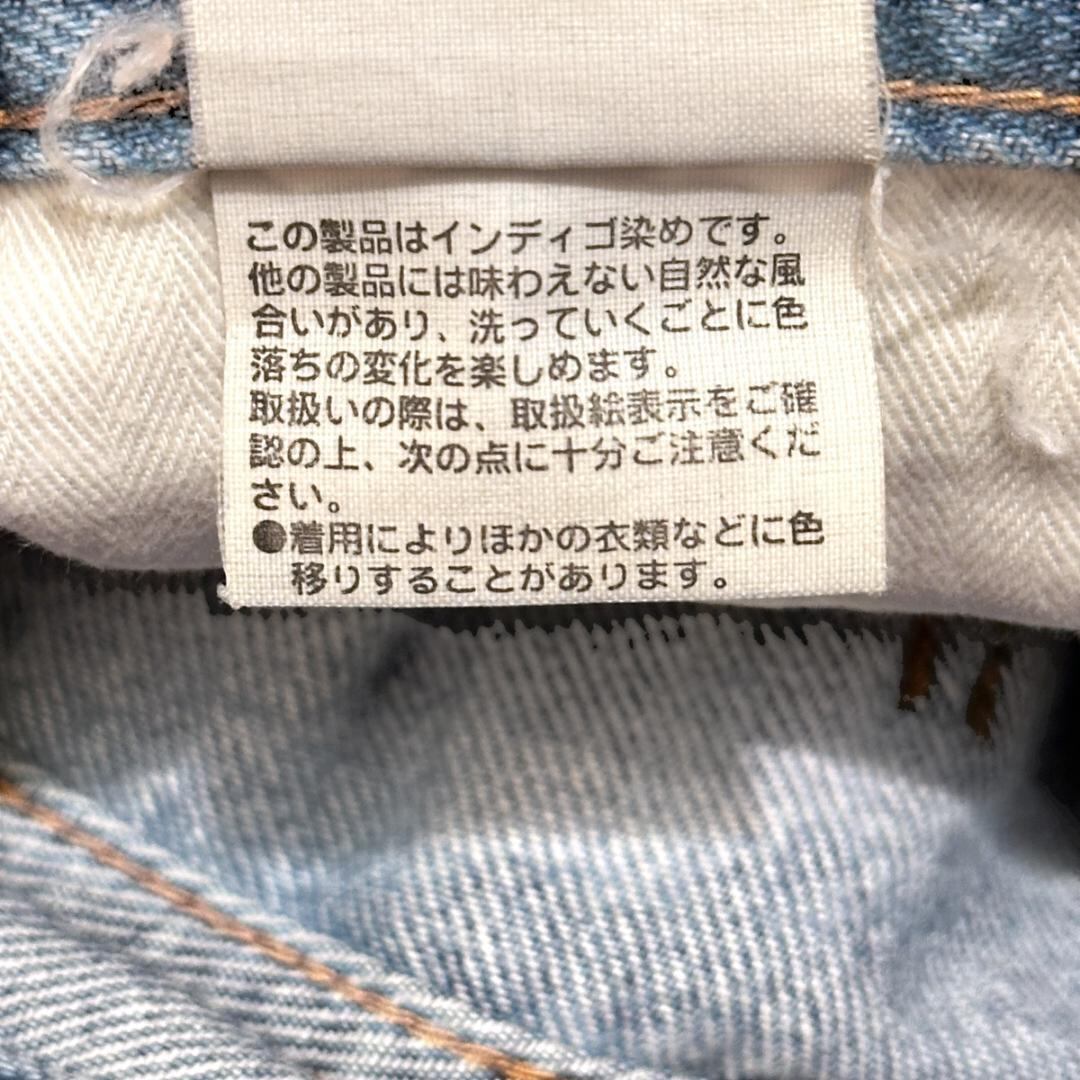 この製品はインディゴ染めです。
他の製品には味わえない自然な風
合いがあり、洗っていくごとに色
落ちの変化を楽しめます。
取扱いの際は、取扱絵表示をご確
認の上、次の点に十分ご注意くだ
さい。
●着用によりほかの衣類などに色
移りすることがあります。